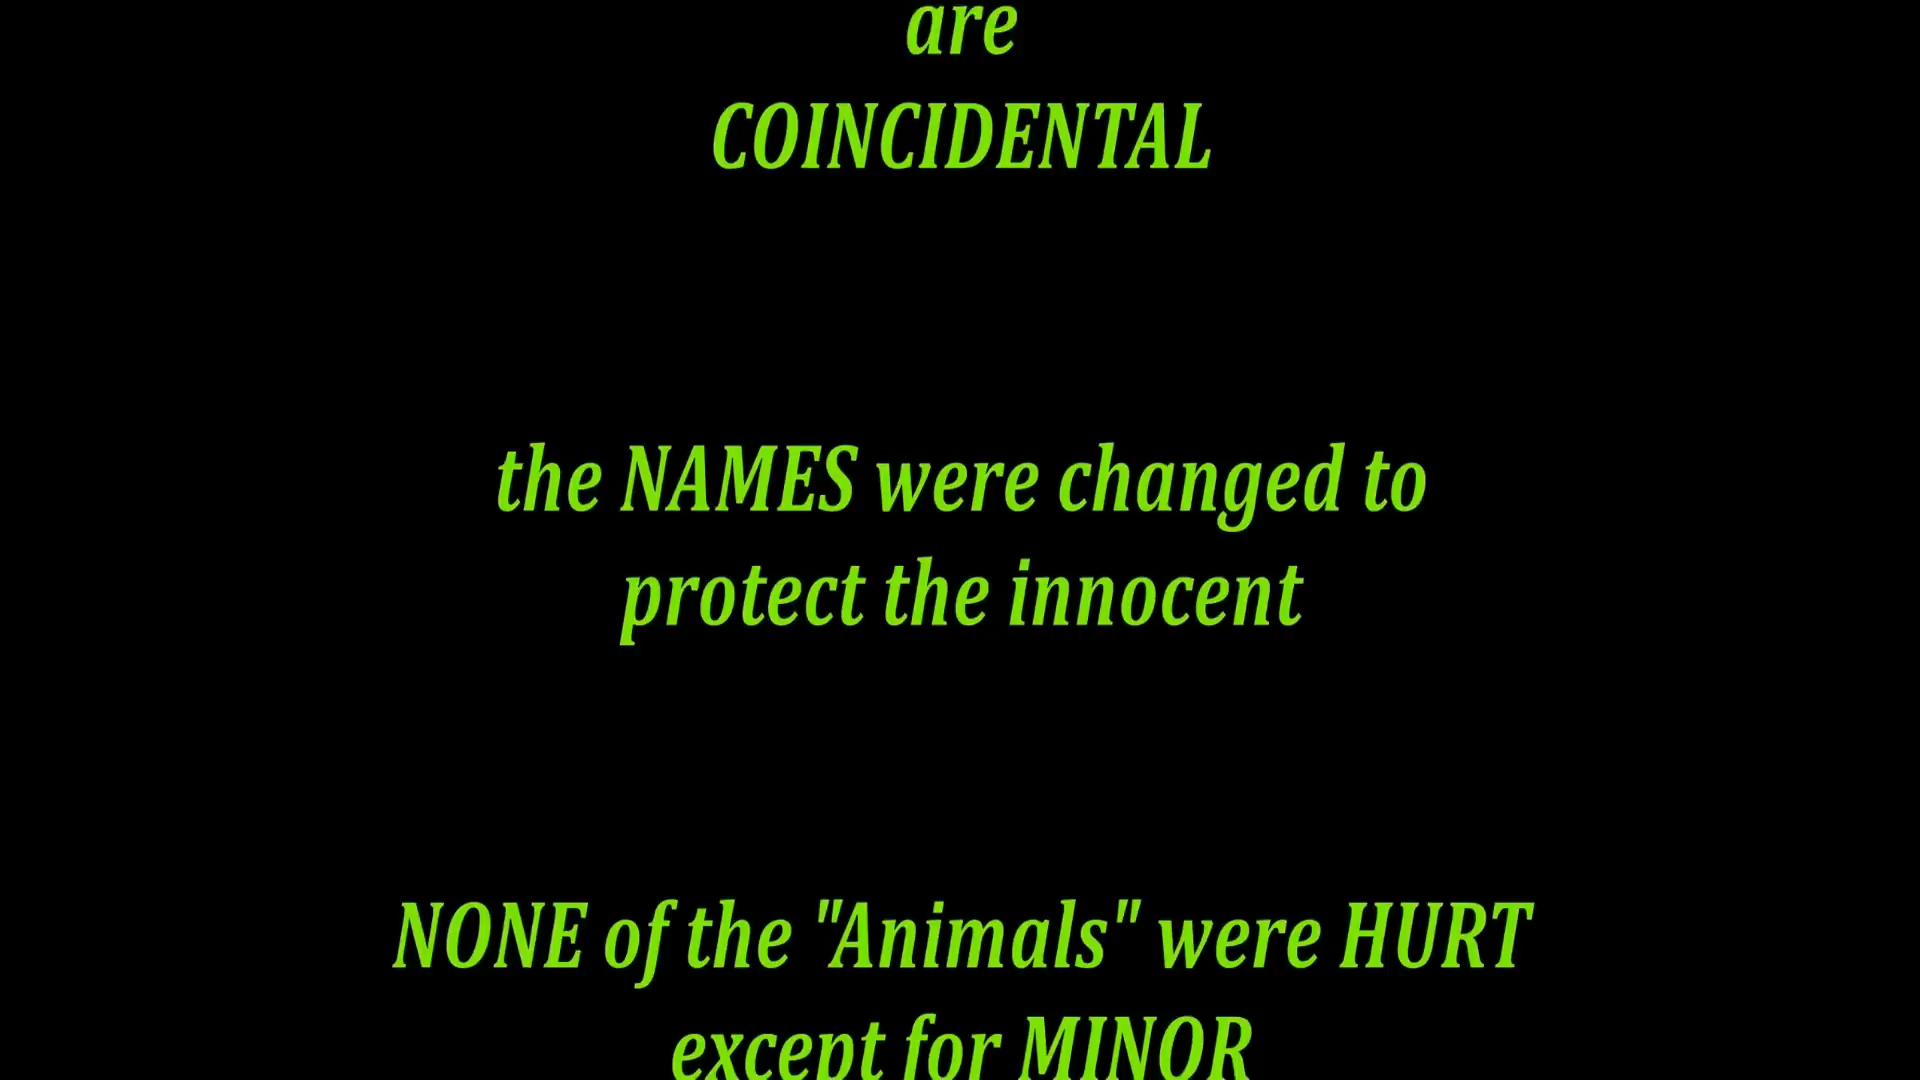 are
COINCIDENTAL
the NAMES were changed to
protect the innocent
NONE of the "Animals" were HURT
except for MINOR